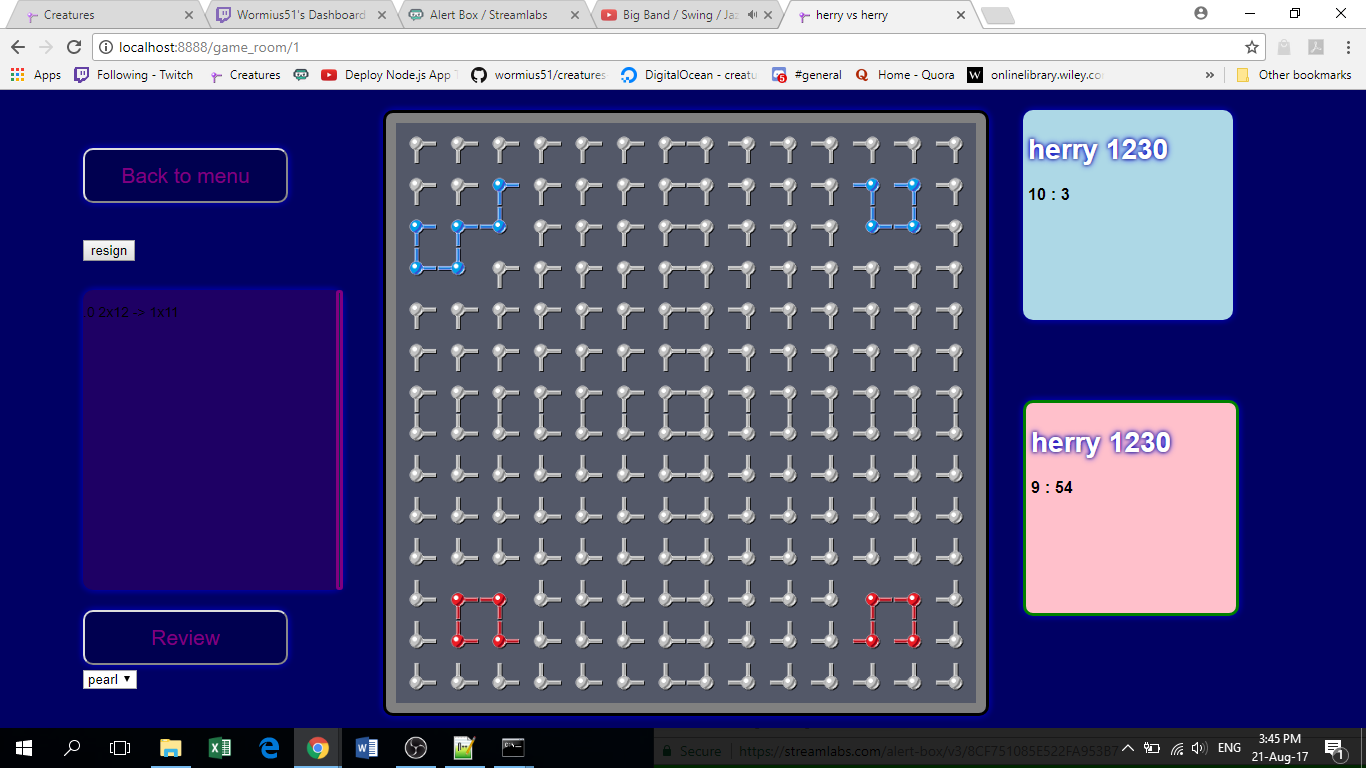 Creatures
Wormius51's Dashboard
Alert Box / Streamlabs
Big Band / Swing / Jaz
herry vs herry
localhost:8888/game_room/1
Apps
Following - Twitch
Creatures
Deploy Node.js App
wormius51/creatures
DigitalOcean - creatu
#general
Home - Quora
onlinelibrary.wiley.co
»
Other bookmarks
Back to menu
resign
0 2x12 -> 1x11
Review
pearl
herry 1230
10 : 3
herry 1230
9 : 54
Secure
https://streamlabs.com/alert-box/v3/8CF751085E522FA953B7
ENG
3:45 PM
21-Aug-17
1